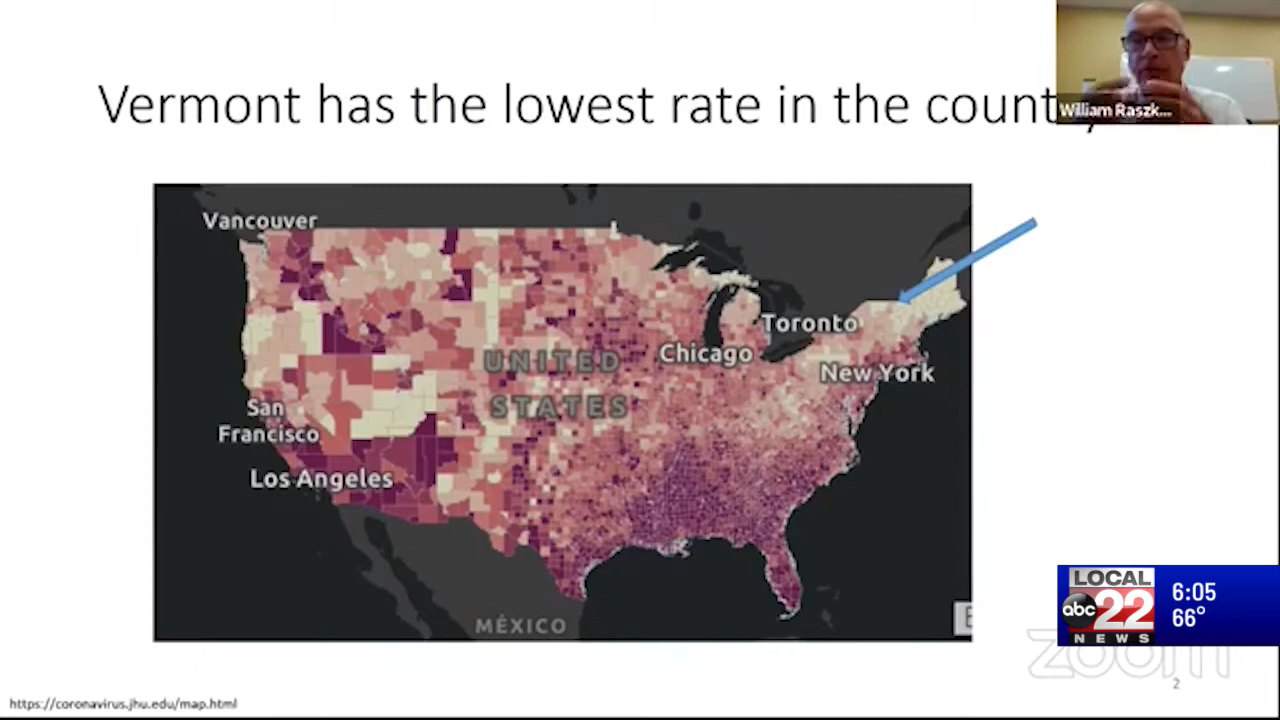 Vermont has the lowest rate in the count
William Raszk...
Vancouver
Toronto
UNITED
Chicago
New York
STATES
San
Francisco
Los Angeles
MÉXICO
E
LOCAL
abc 22
NEWS
6:05
66°
zoom
2
https://coronavirus.jhu.edu/map.html